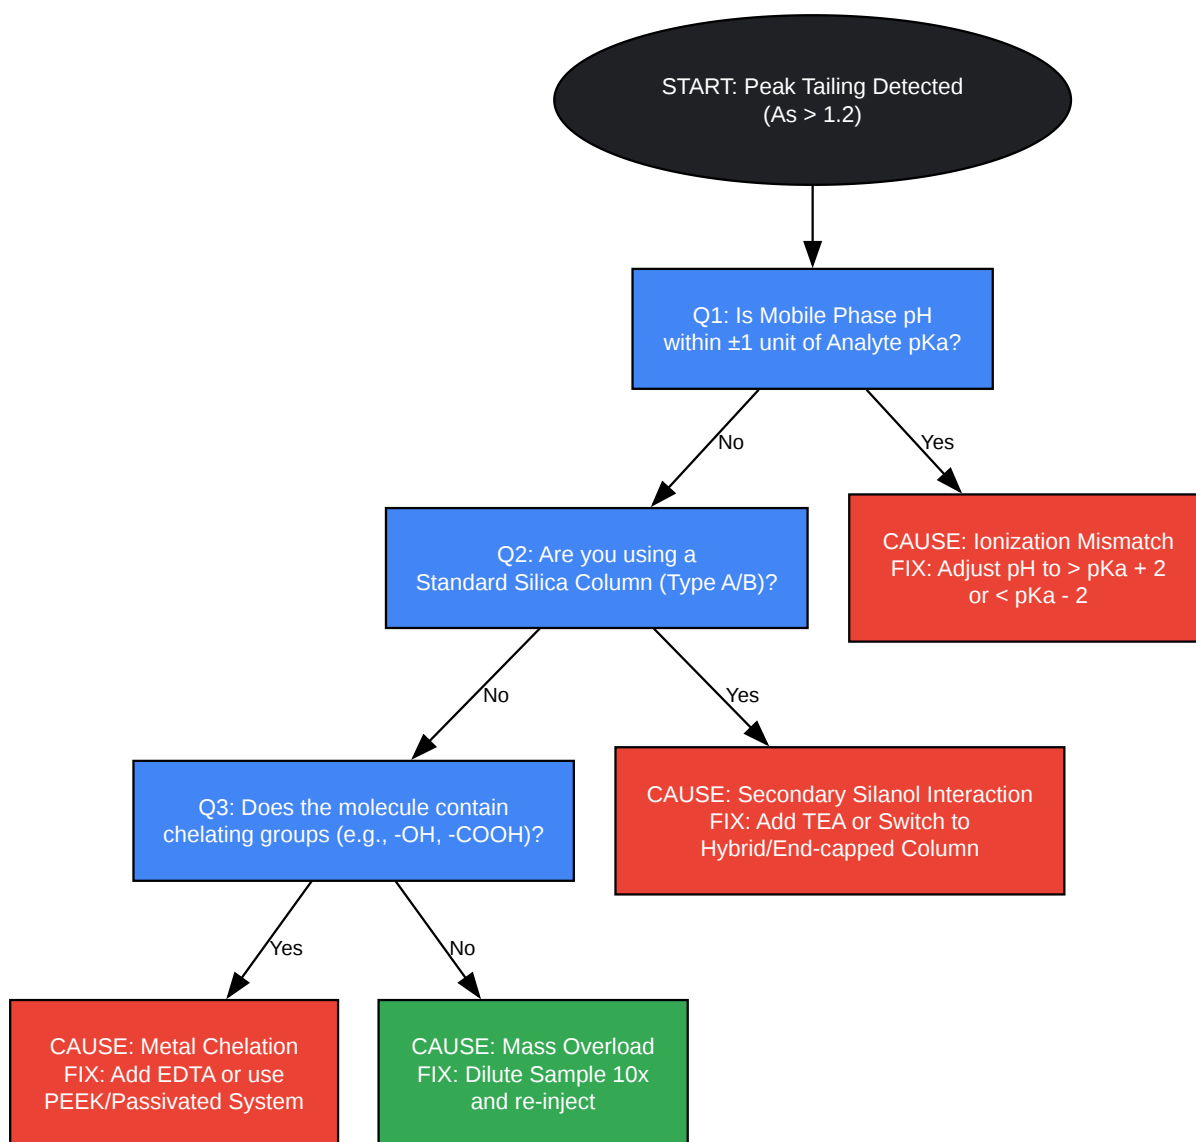 START: Peak Tailing Detected
(As > 1.2)
Q1: Is Mobile Phase pH
within ±1 unit of Analyte pKa?
No
Yes
CAUSE: Ionization Mismatch
FIX: Adjust pH to > pKa + 2
or < pKa - 2
Q2: Are you using a
Standard Silica Column (Type A/B)?
No
Yes
CAUSE: Secondary Silanol Interaction
FIX: Add TEA or Switch to
Hybrid/End-capped Column
Q3: Does the molecule contain
chelating groups (e.g., -OH, -COOH)?
Yes
No
CAUSE: Metal Chelation
FIX: Add EDTA or use
PEEK/Passivated System
CAUSE: Mass Overload
FIX: Dilute Sample 10x
and re-inject